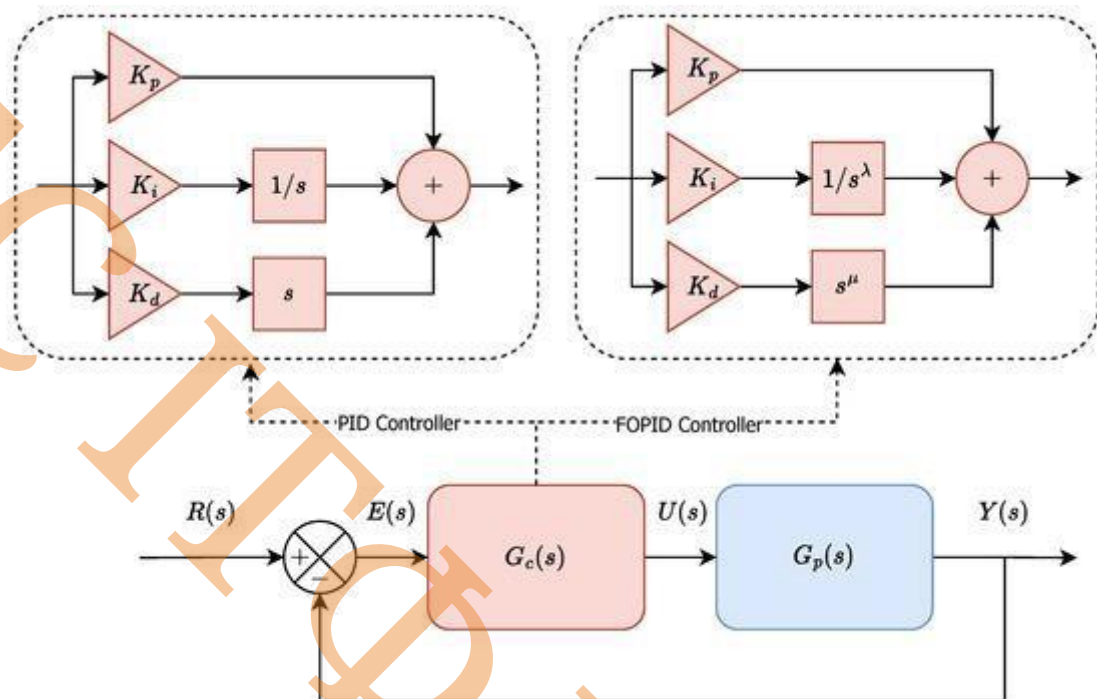 K_p
K_i
1/s
+
K_d
s
K_p
K_i
1/s^λ
+
K_d
s^μ
PID Controller
FOPID Controller
R(s)
E(s)
U(s)
Y(s)
+
−
G_c(s)
G_p(s)